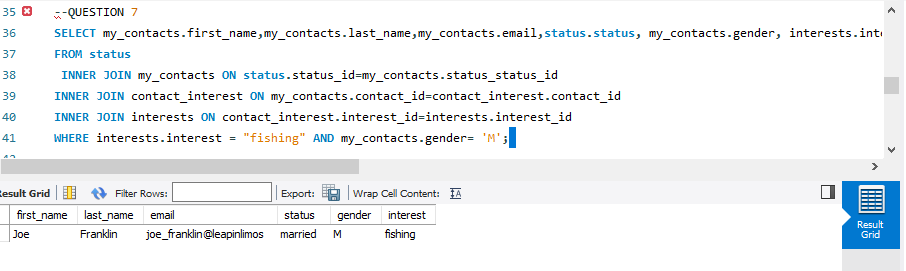 35 --QUESTION 7
36 SELECT my_contacts.first_name,my_contacts.last_name,my_contacts.email,status.status, my_contacts.gender, interests.inte
37 FROM status
38 INNER JOIN my_contacts ON status.status_id=my_contacts.status_status_id
39 INNER JOIN contact_interest ON my_contacts.contact_id=contact_interest.contact_id
40 INNER JOIN interests ON contact_interest.interest_id=interests.interest_id
41 WHERE interests.interest = "fishing" AND my_contacts.gender= 'M';
Result Grid Filter Rows: Export: Wrap Cell Content: IA
first_name last_name email status gender interest
Joe Franklin joe_franklin@leapinlimos married M fishing
Result
Grid